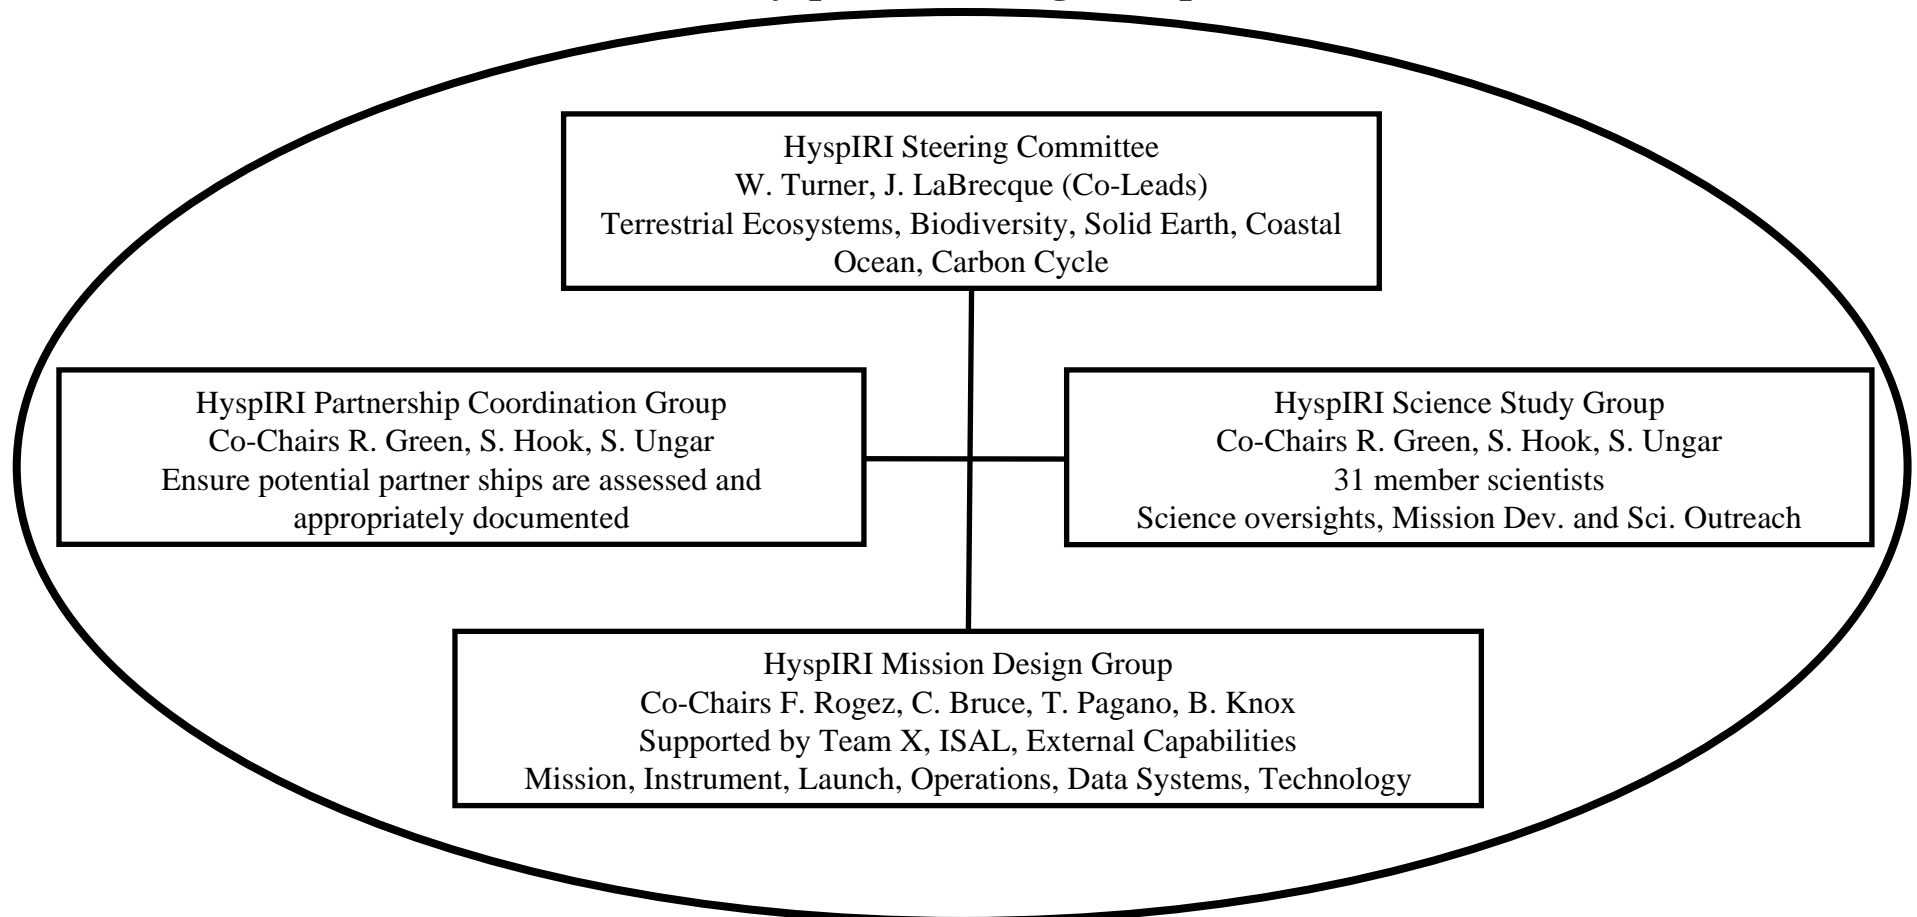 HyspIRI Steering Committee
W. Turner, J. LaBrecque (Co-Leads)
Terrestrial Ecosystems, Biodiversity, Solid Earth, Coastal
Ocean, Carbon Cycle
HyspIRI Partnership Coordination Group
Co-Chairs R. Green, S. Hook, S. Ungar
Ensure potential partner ships are assessed and
appropriately documented
HyspIRI Science Study Group
Co-Chairs R. Green, S. Hook, S. Ungar
31 member scientists
Science oversights, Mission Dev. and Sci. Outreach
HyspIRI Mission Design Group
Co-Chairs F. Rogez, C. Bruce, T. Pagano, B. Knox
Supported by Team X, ISAL, External Capabilities
Mission, Instrument, Launch, Operations, Data Systems, Technology